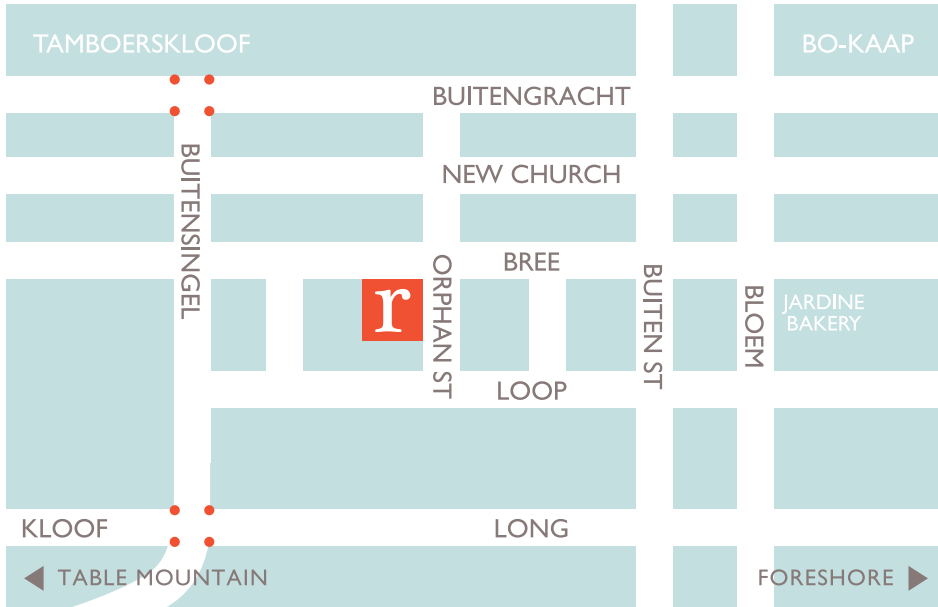 TAMBOERSKLOOF
BO-KAAP
BUITENGRACHT
BUITENSINGEL
NEW CHURCH
BREE
ORPHAN ST
BUITEN ST
BLOEM
r
JARDINE
BAKERY
LOOP
KLOOF
LONG
TABLE MOUNTAIN
FORESHORE